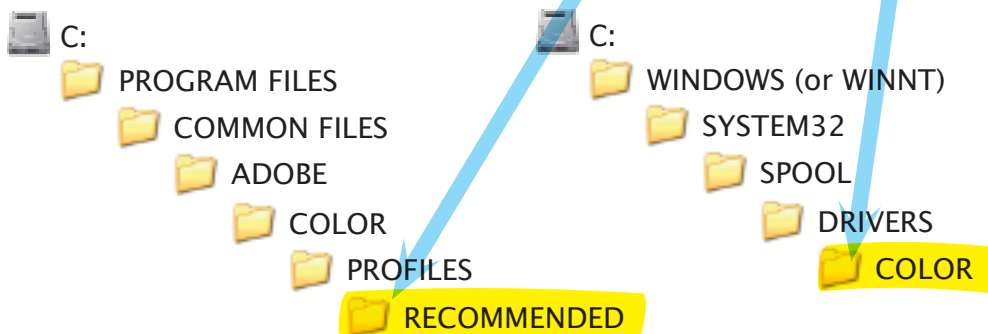 C:
PROGRAM FILES
COMMON FILES
ADOBE
COLOR
PROFILES
RECOMMENDED
C:
WINDOWS (or WINNT)
SYSTEM32
SPOOL
DRIVERS
COLOR